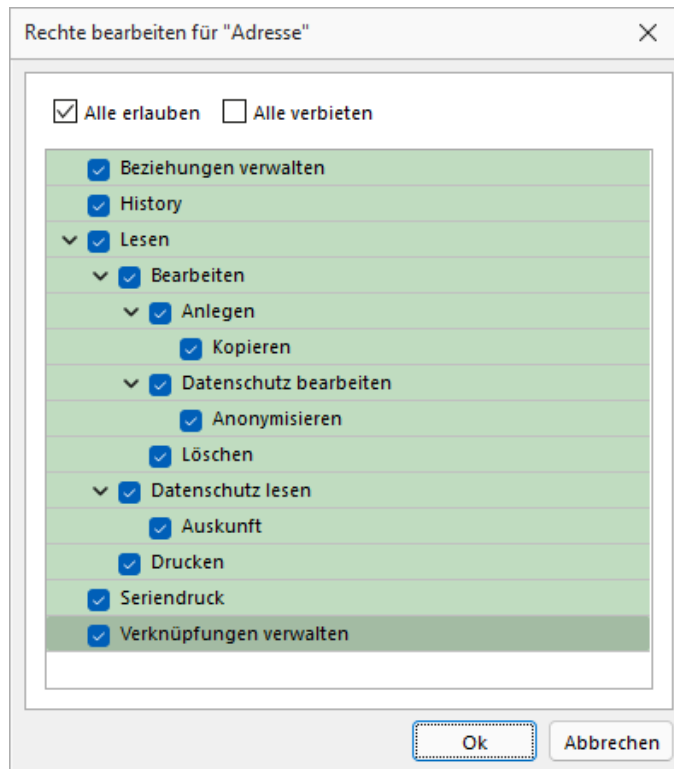 Rechte bearbeiten für "Adresse"
Alle erlauben Alle verbieten
Beziehungen verwalten
History
Lesen
Bearbeiten
Anlegen
Kopieren
Datenschutz bearbeiten
Anonymisieren
Löschen
Datenschutz lesen
Auskunft
Drucken
Seriendruck
Verknüpfungen verwalten
Ok Abbrechen